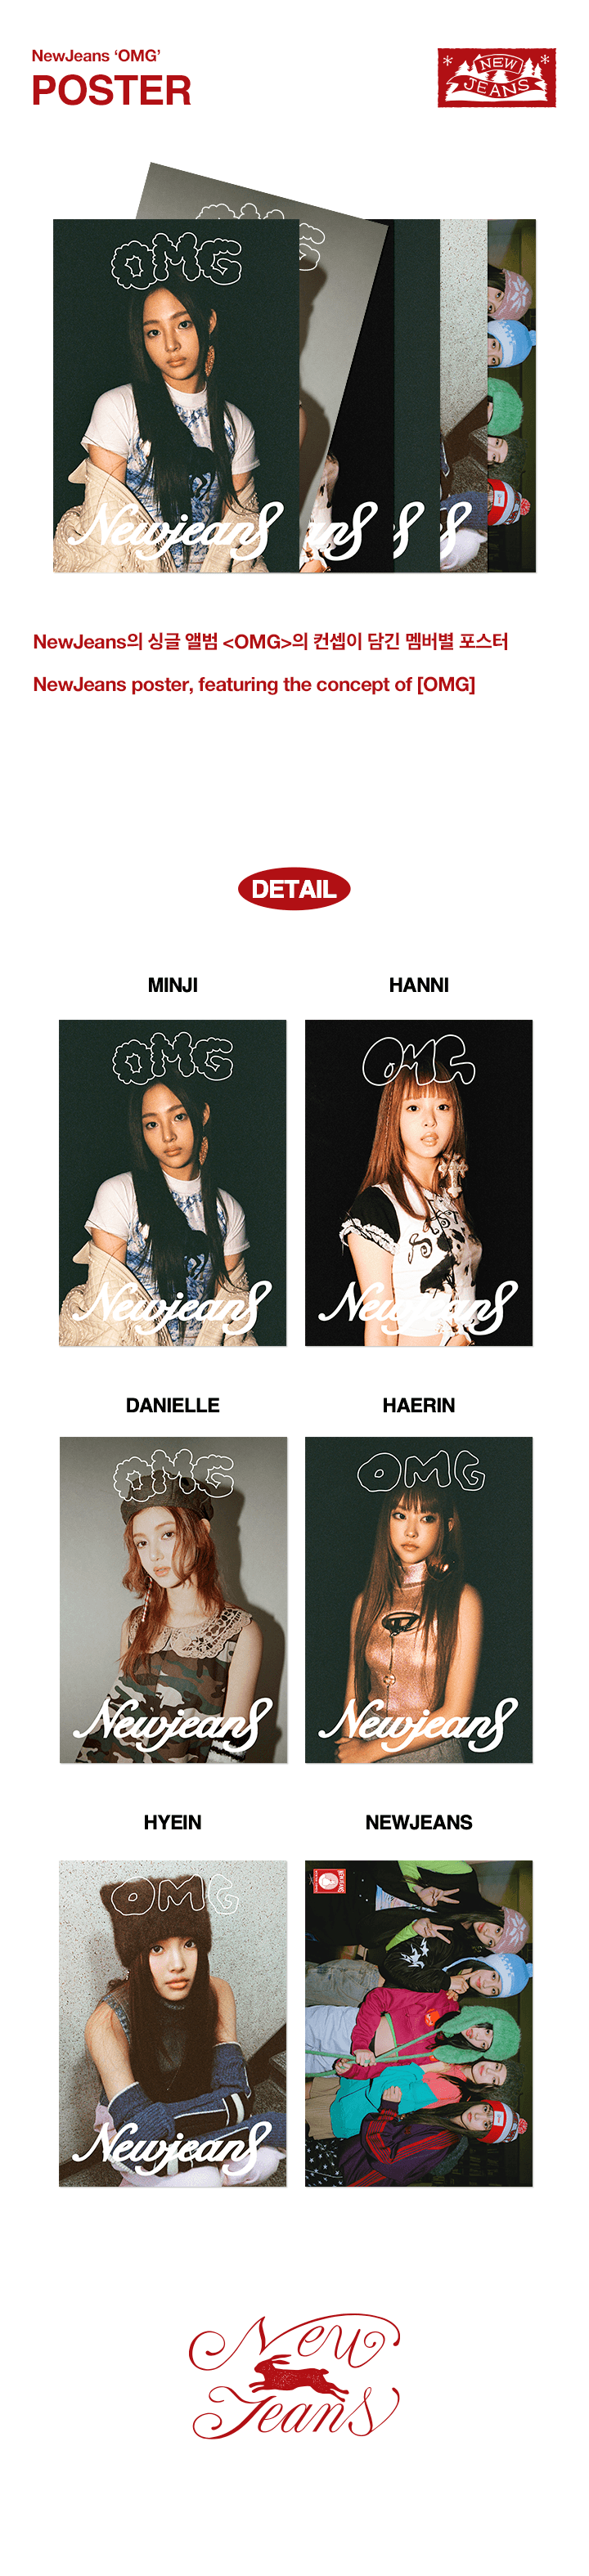 NewJeans ‘OMG’
POSTER
NEW
JEANS
OMG
NewjeanS
eanS
S
S
NewJeans의 싱글 앨범 <OMG>의 컨셉이 담긴 멤버별 포스터
NewJeans poster, featuring the concept of [OMG]
DETAIL
MINJI
HANNI
OMG
NewjeanS
OMG
NewjeanS
DANIELLE
HAERIN
OMG
NewjeanS
OMG
NewjeanS
HYEIN
NEWJEANS
OMG
NewjeanS
New
JeanS